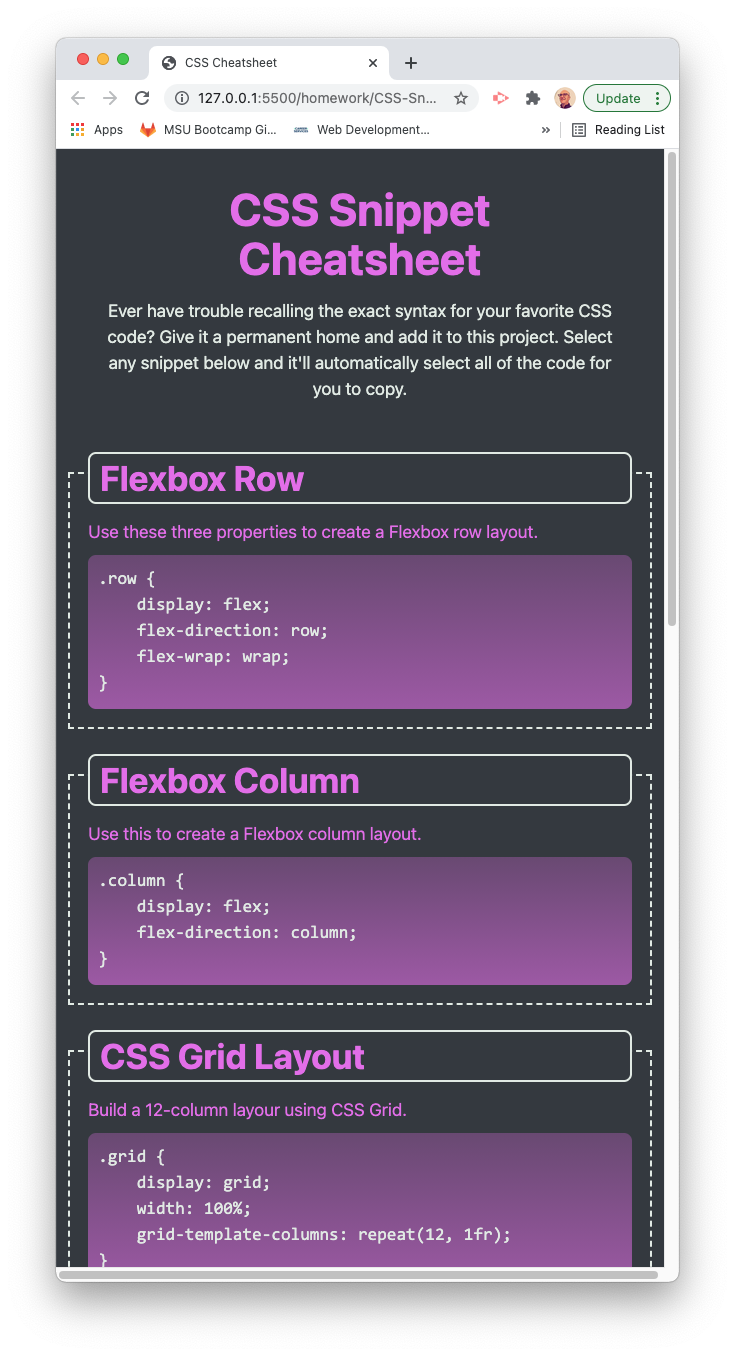 CSS Cheatsheet
127.0.0.1:5500/homework/CSS-Sn...
Update
Apps
MSU Bootcamp Gi...
Web Development...
»
Reading List
CSS Snippet
Cheatsheet
Ever have trouble recalling the exact syntax for your favorite CSS
code? Give it a permanent home and add it to this project. Select
any snippet below and it'll automatically select all of the code for
you to copy.
Flexbox Row
Use these three properties to create a Flexbox row layout.
.row {
    display: flex;
    flex-direction: row;
    flex-wrap: wrap;
}
Flexbox Column
Use this to create a Flexbox column layout.
.column {
    display: flex;
    flex-direction: column;
}
CSS Grid Layout
Build a 12-column layour using CSS Grid.
.grid {
    display: grid;
    width: 100%;
    grid-template-columns: repeat(12, 1fr);
}